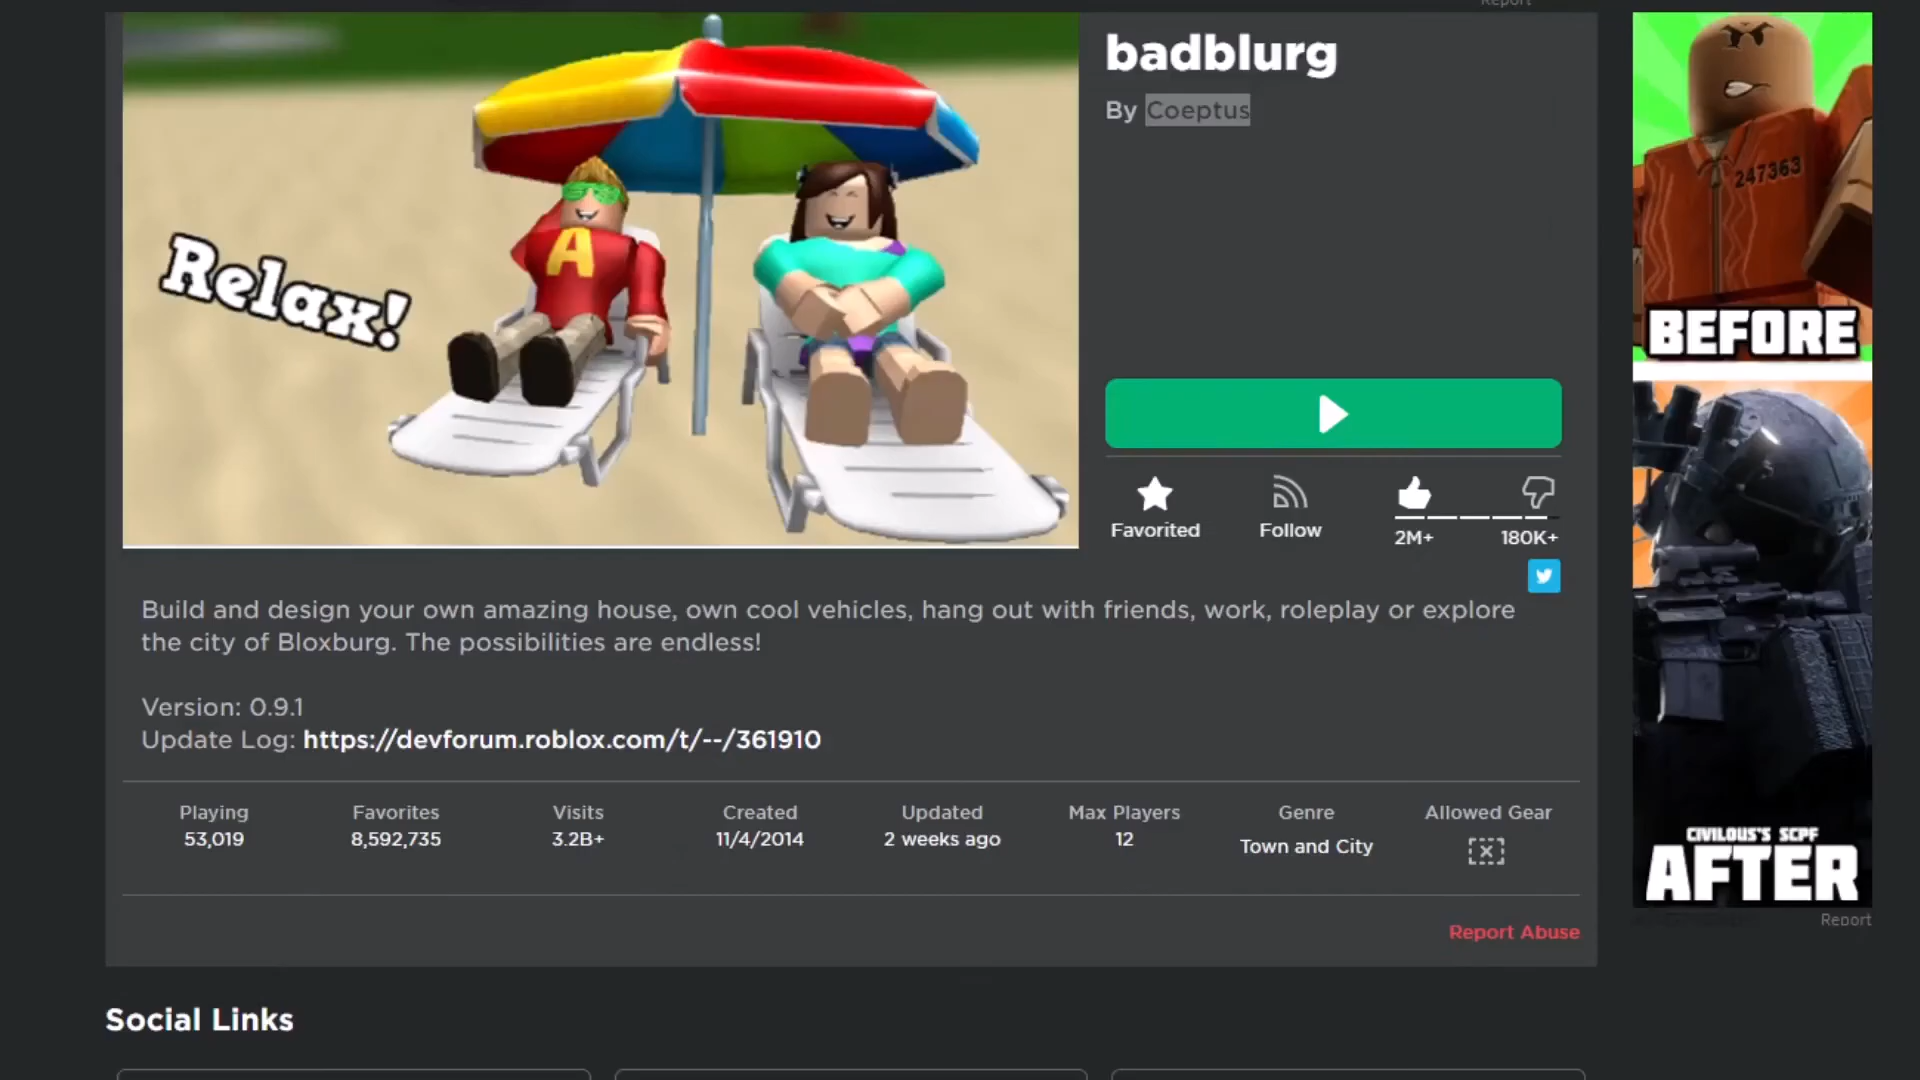 Report
badblurg
By Coeptus
Relax!
A
Favorited
Follow
2M+
180K+
Build and design your own amazing house, own cool vehicles, hang out with friends, work, roleplay or explore
the city of Bloxburg. The possibilities are endless!
Version: 0.9.1
Update Log: https://devforum.roblox.com/t/--/361910
Playing Favorites Visits Created Updated Max Players Genre Allowed Gear
53,019 8,592,735 3.2B+ 11/4/2014 2 weeks ago 12 Town and City
Report Abuse
Social Links
247363
BEFORE
CIVILOUS'S SCPF
AFTER
Report